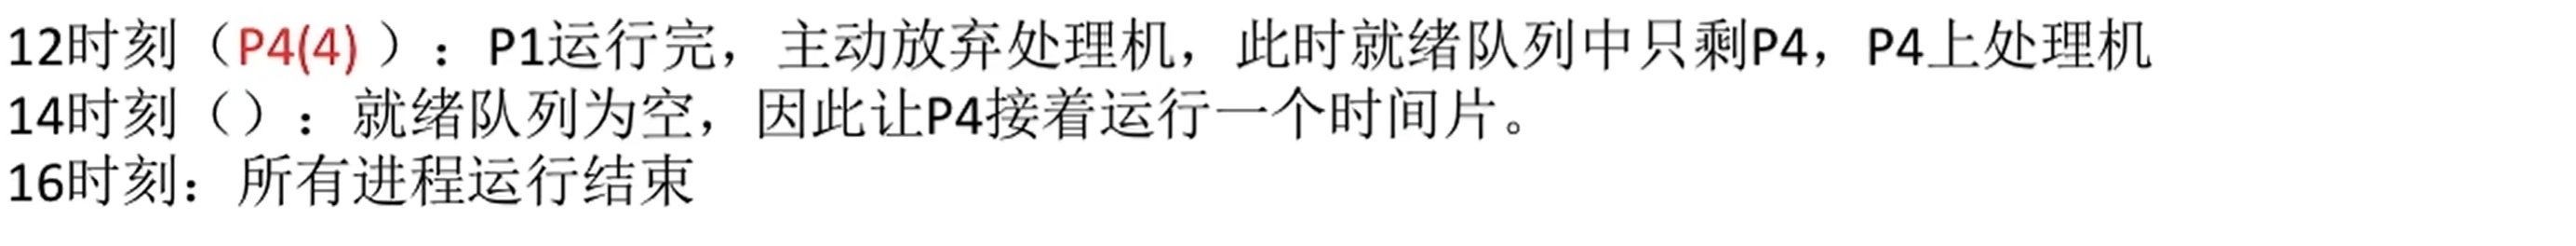 12时刻（P4(4) ）：P1运行完，主动放弃处理机，此时就绪队列中只剩P4，P4上处理机
14时刻（）：就绪队列为空，因此让P4接着运行一个时间片。
16时刻：所有进程运行结束